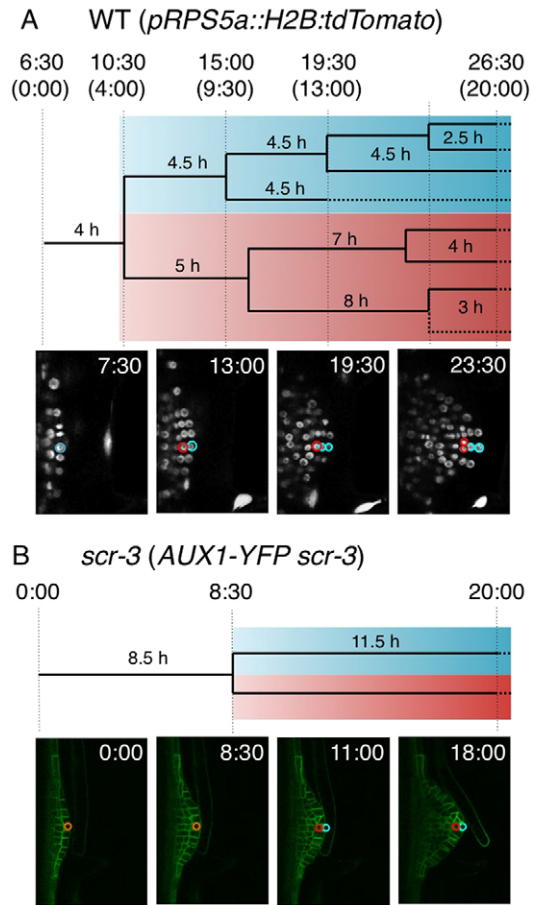 A WT (pRPS5a::H2B:tdTomato)
6:30 10:30 15:00 19:30 26:30
(0:00) (4:00) (9:30) (13:00) (20:00)
2.5 h
4.5 h
4.5 h
4.5 h
4.5 h
4 h
7 h
4 h
5 h
8 h
3 h
7:30 13:00 19:30 23:30
B scr-3 (AUX1-YFP scr-3)
0:00 8:30 20:00
11.5 h
8.5 h
0:00 8:30 11:00 18:00